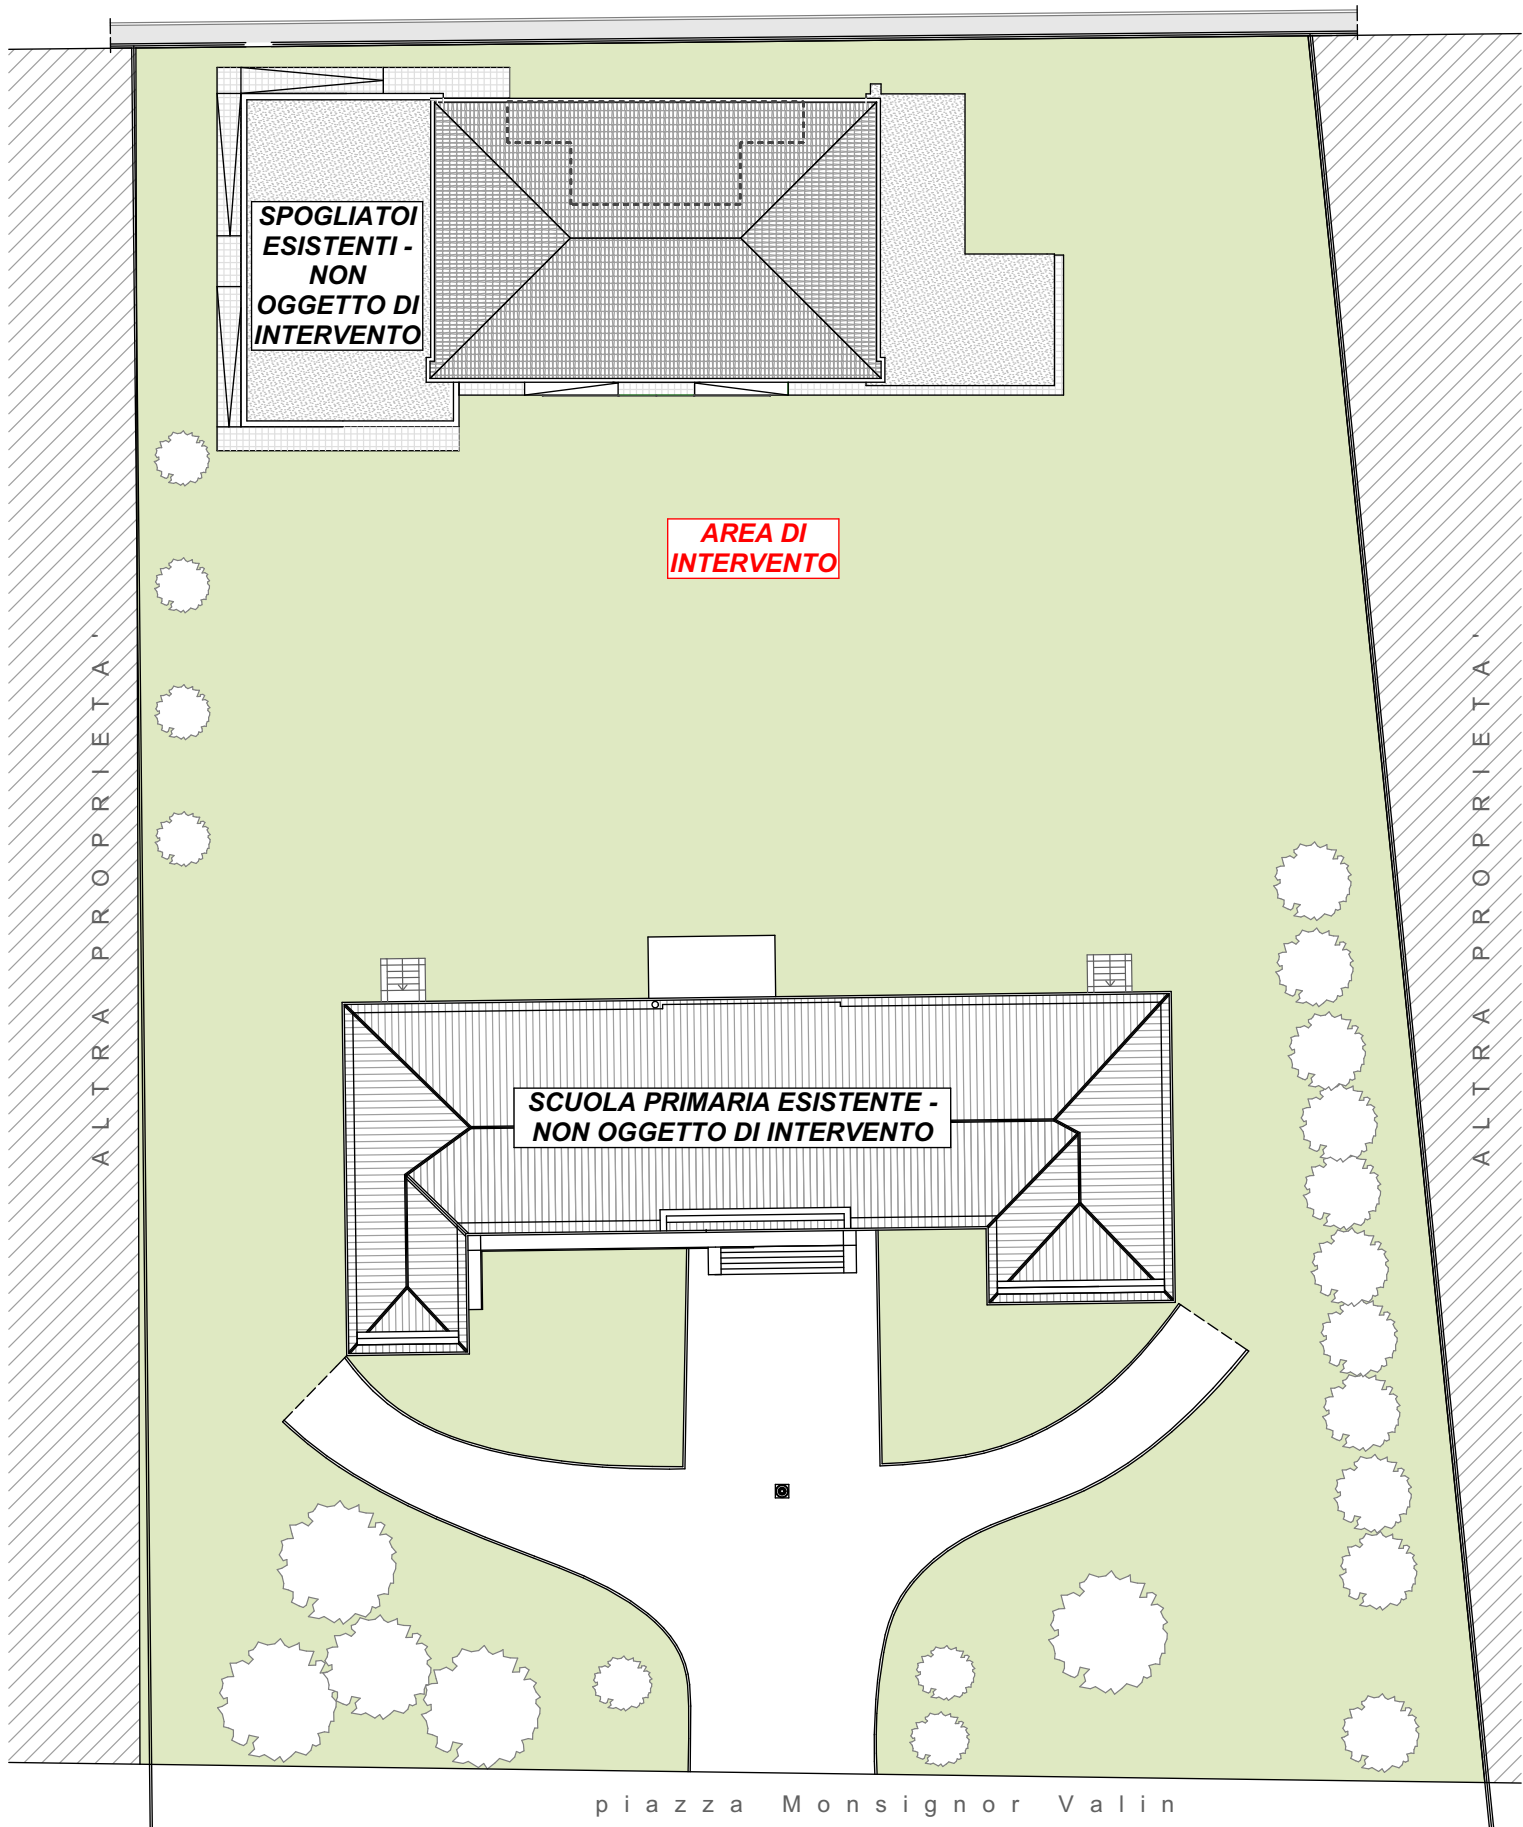 SPOGLIATOI
ESISTENTI -
NON
OGGETTO DI
INTERVENTO
AREA DI
INTERVENTO
ALTRA PROPRIETA'
ALTRA PROPRIETA'
SCUOLA PRIMARIA ESISTENTE -
NON OGGETTO DI INTERVENTO
piazza Monsignor Valin